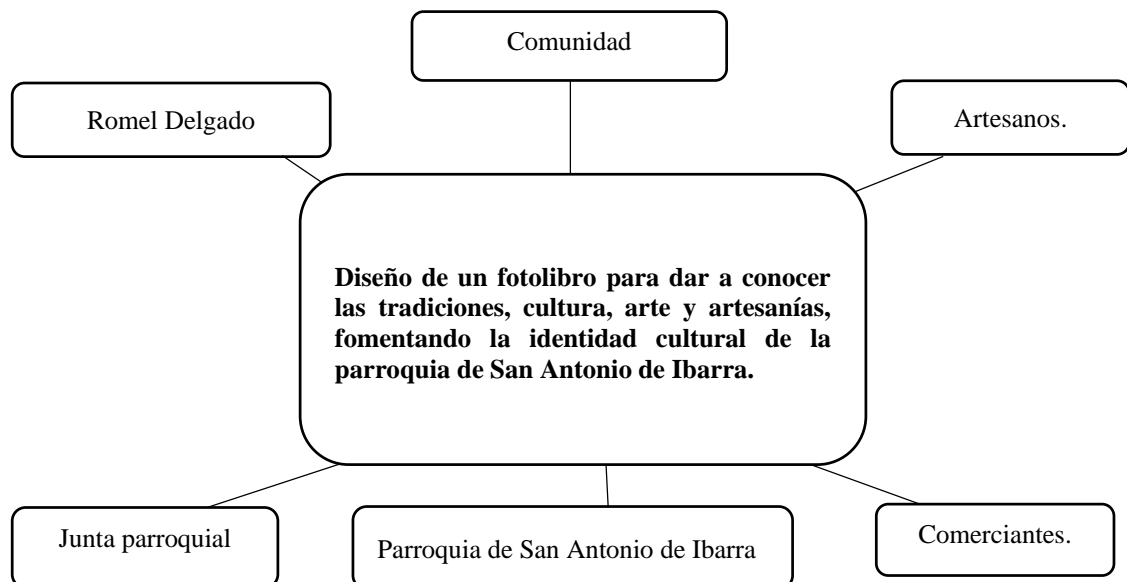 Comunidad
Romel Delgado
Artesanos.
Diseño de un fotolibro para dar a conocer
las tradiciones, cultura, arte y artesanías,
fomentando la identidad cultural de la
parroquia de San Antonio de Ibarra.
Junta parroquial
Parroquia de San Antonio de Ibarra
Comerciantes.